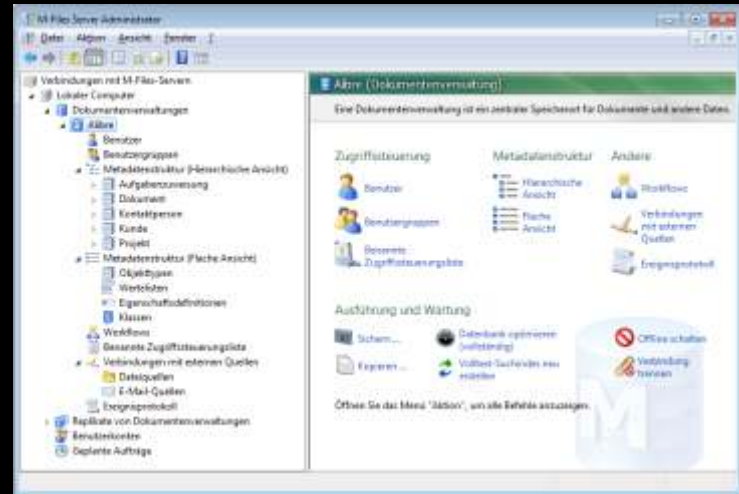 M-Files Server Administrator
Datei Aktion Ansicht Fenster ?
Verbindungen mit M-Files-Servern
Lokaler Computer
Dokumentenverwaltungen
Benutzer
Benutzergruppen
Metadatenstruktur (Hierarchische Ansicht)
Aufgabenzuweisung
Dokument
Kontaktperson
Kunde
Projekt
Metadatenstruktur (Flache Ansicht)
Objekttypen
Wertelisten
Eigenschaftsdefinitionen
Klassen
Workflows
Benannte Zugriffssteuerungsliste
Verbindungen mit externen Quellen
Dateiquellen
E-Mail-Quellen
Ereignisprotokoll
Replikate von Dokumentenverwaltungen
Benutzerkonten
Geplante Aufträge
(Dokumentenverwaltung)
Eine Dokumentenverwaltung ist ein zentraler Speicherort für Dokumente und andere Daten.
Zugriffssteuerung
Benutzer
Benutzergruppen
Benannte
Zugriffssteuerungsliste
Metadatenstruktur
Hierarchische
Ansicht
Flache
Ansicht
Andere
Workflows
Verbindungen
mit externen
Quellen
Ereignisprotokoll
Ausführung und Wartung
Sichern...
Kopieren...
Datenbank optimieren
(vollständig)
Volltext-Suchindex neu
erstellen
Offline schalten
Verbindung
trennen
Öffnen Sie das Menü "Aktion", um alle Befehle anzuzeigen.
M